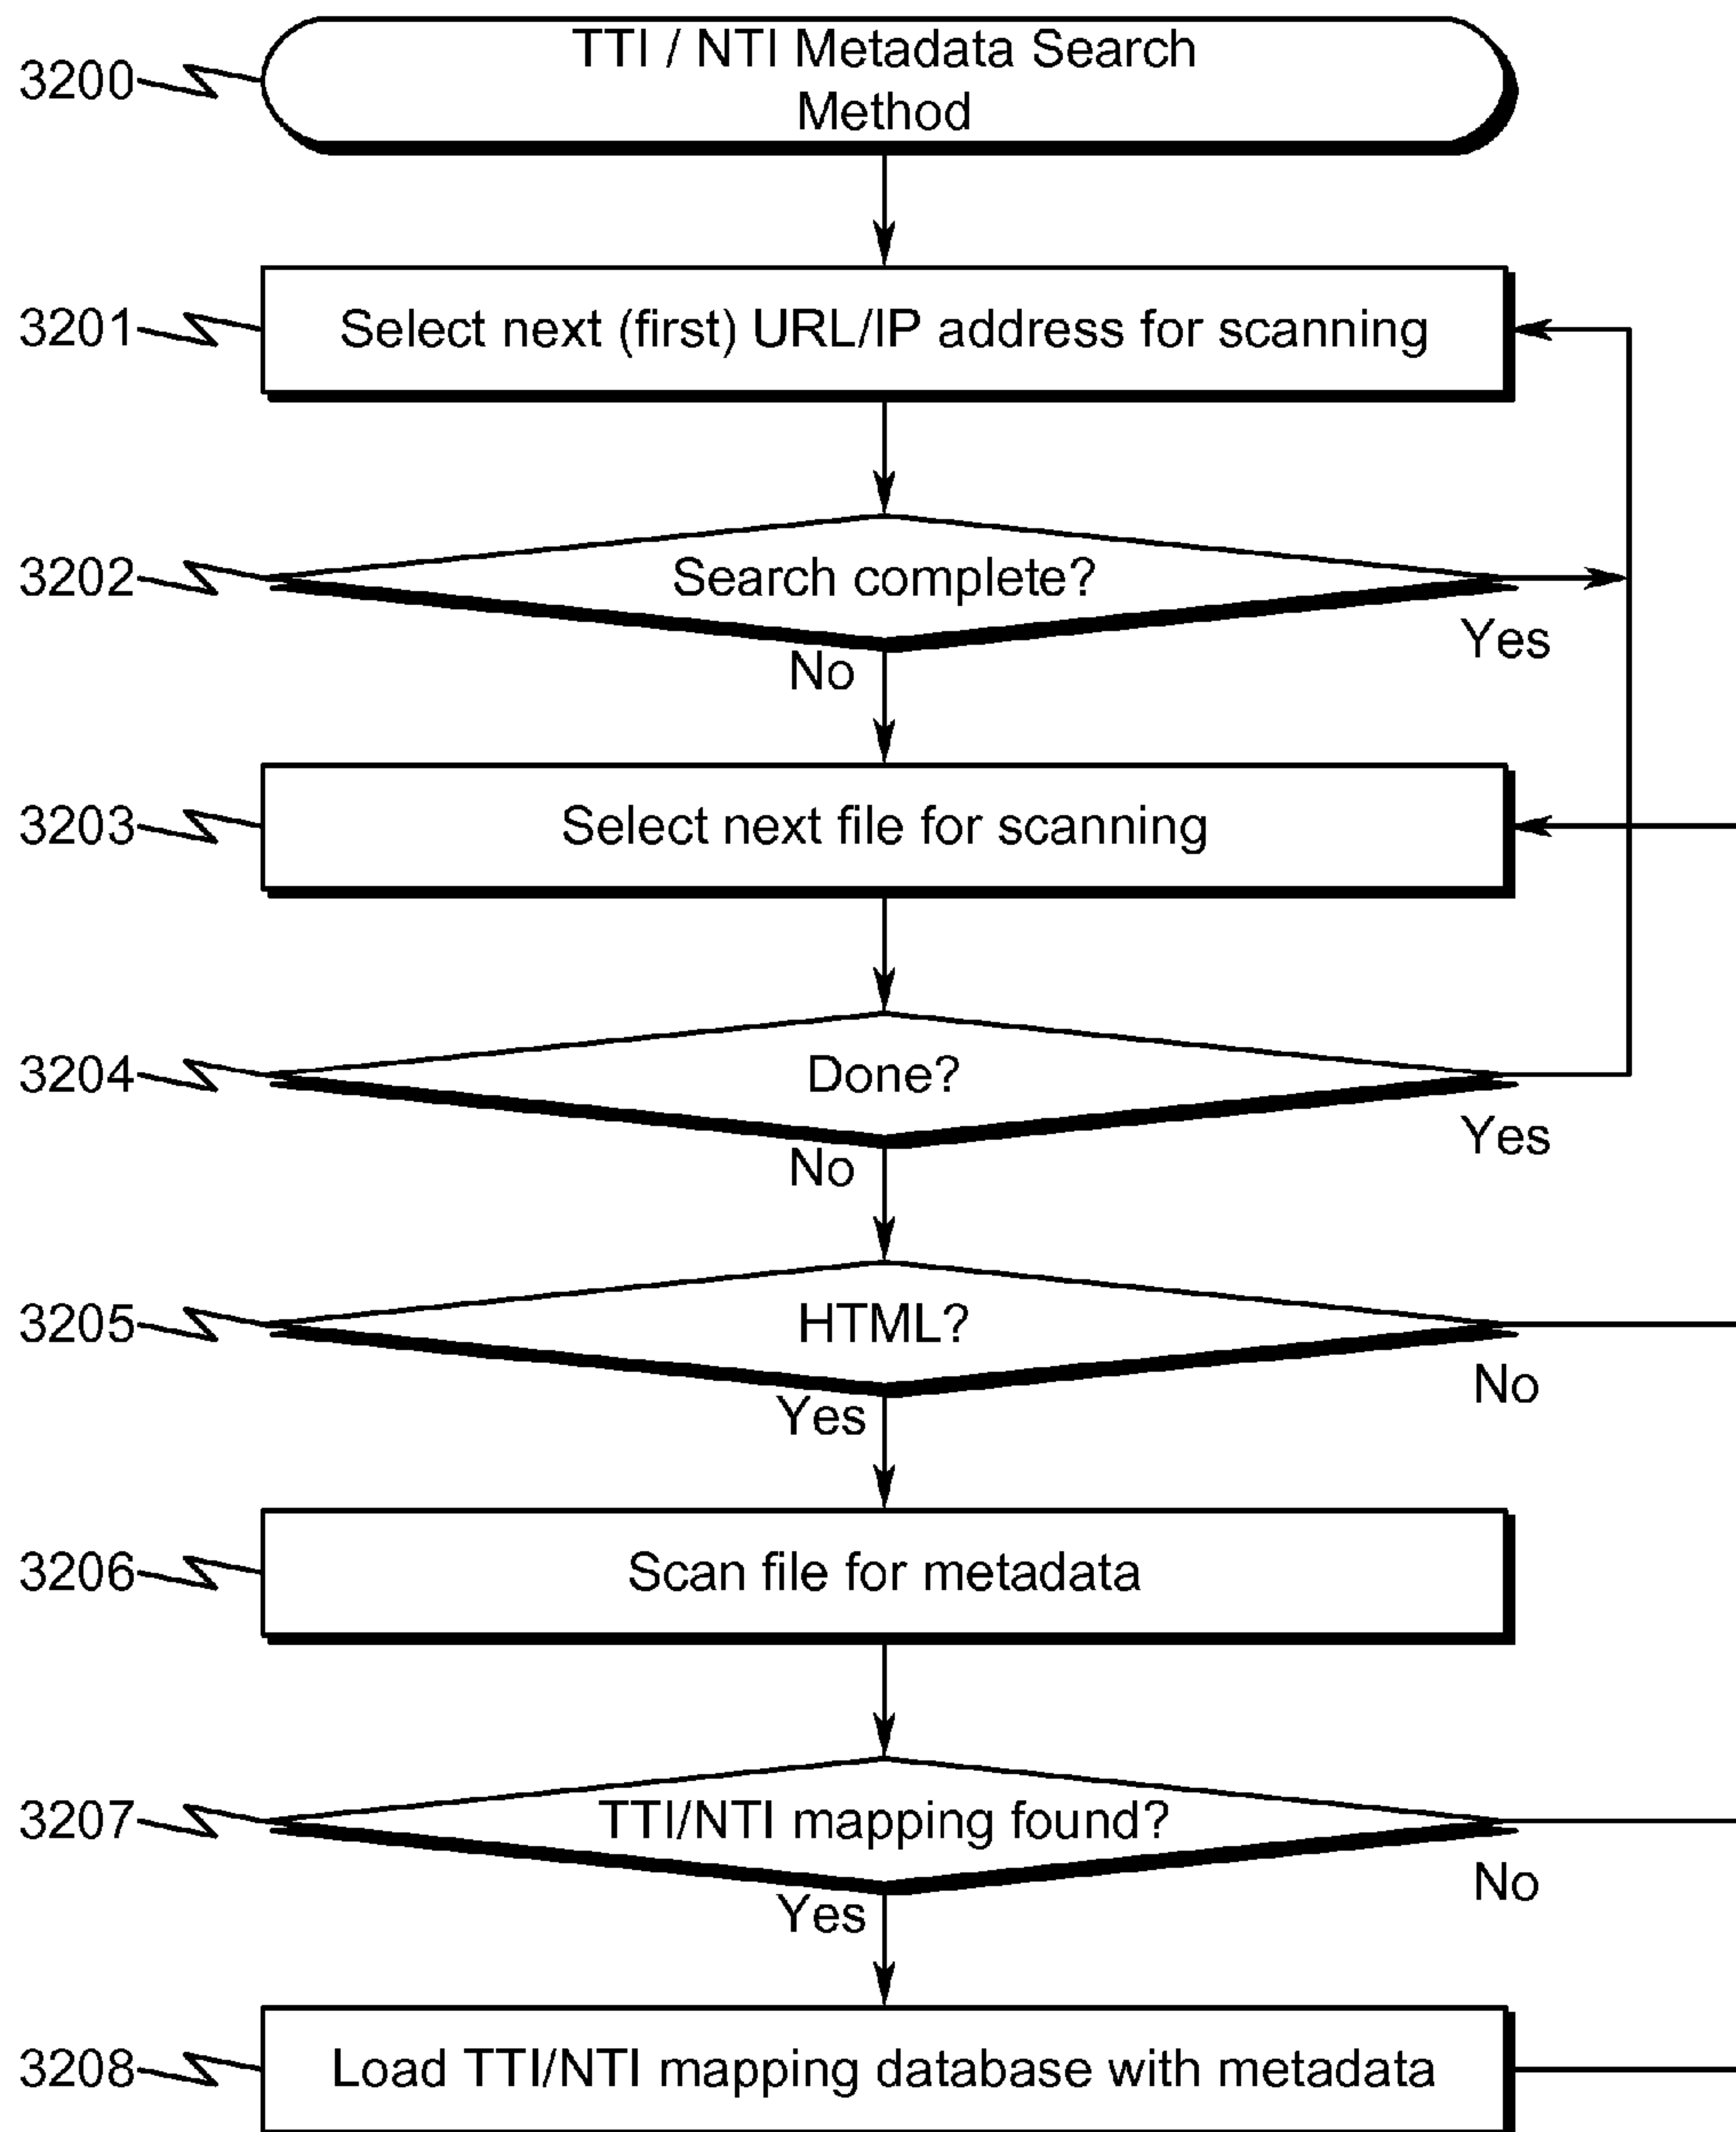 3200
TTI / NTI Metadata Search
Method
3201
Select next (first) URL/IP address for scanning
3202
Search complete?
Yes
No
3203
Select next file for scanning
3204
Done?
Yes
No
3205
HTML?
No
Yes
3206
Scan file for metadata
3207
TTI/NTI mapping found?
No
Yes
3208
Load TTI/NTI mapping database with metadata